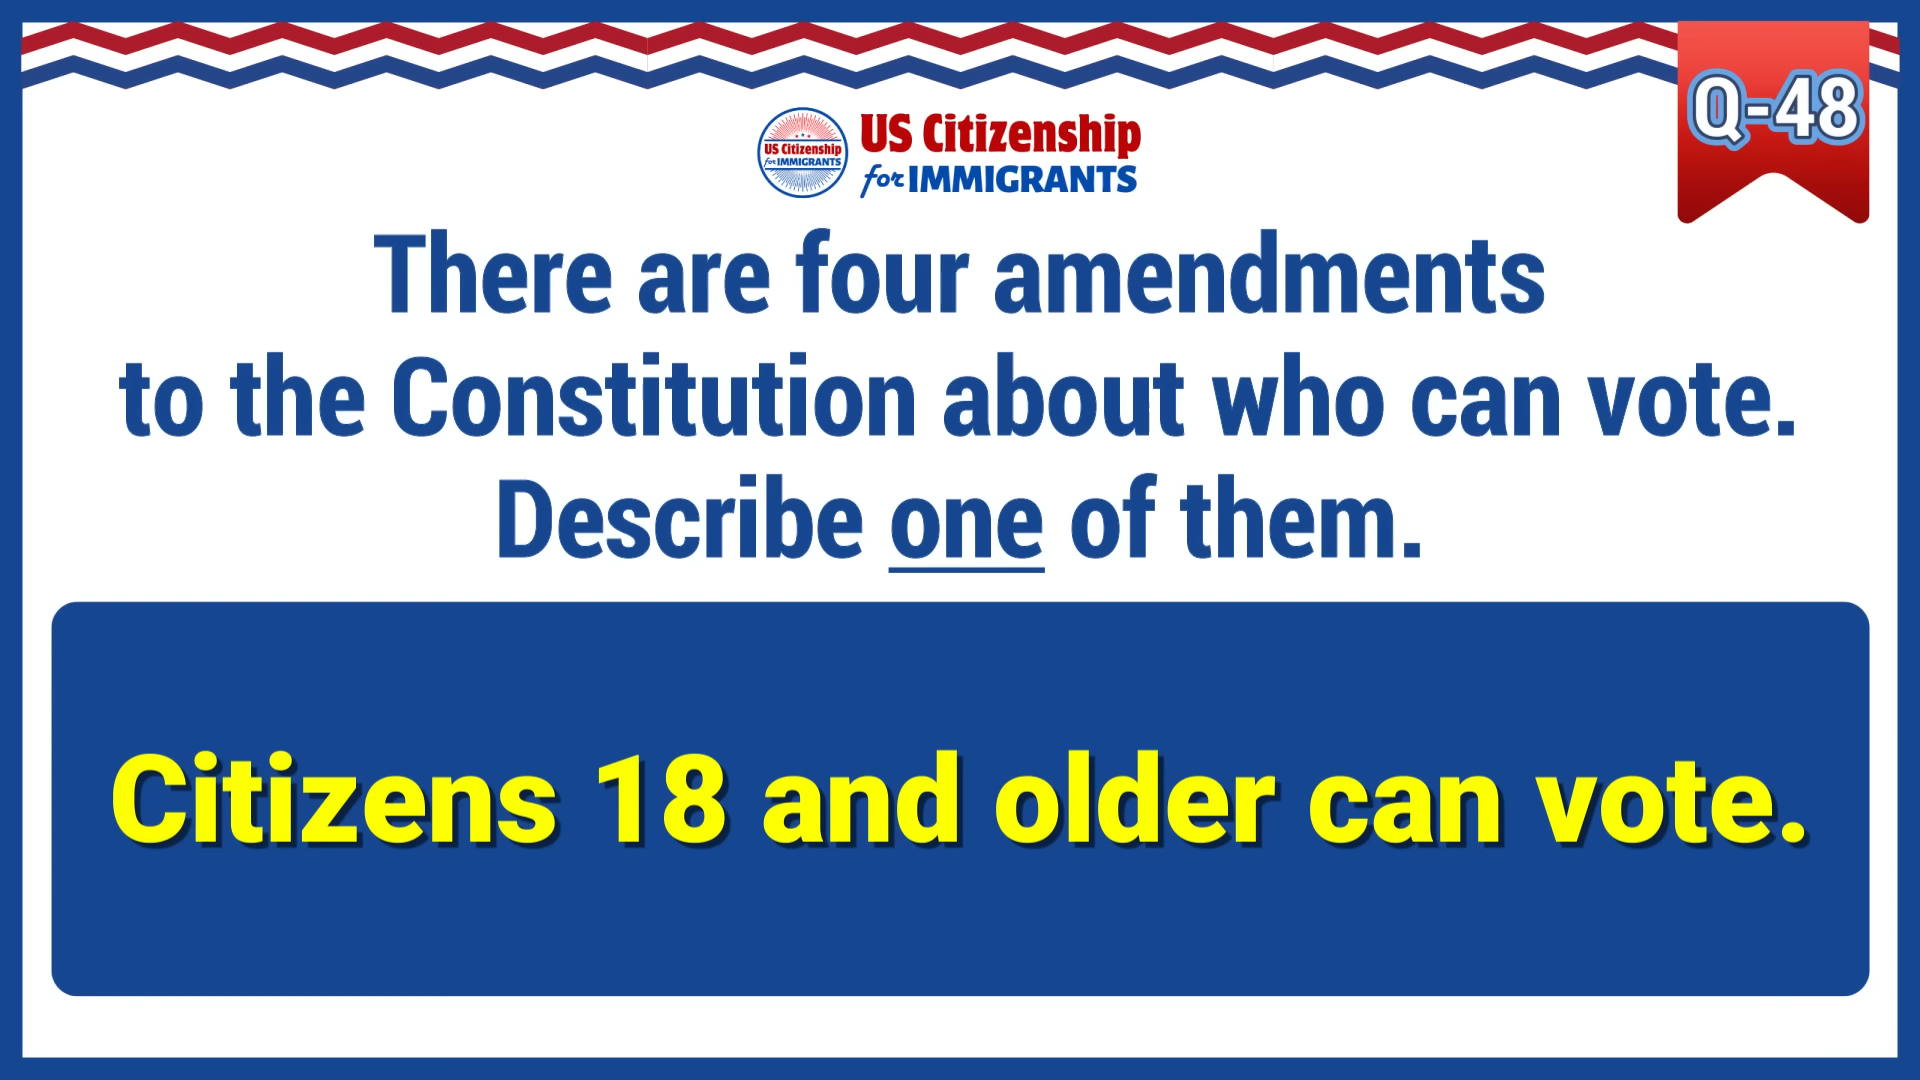 Q-48
US Citizenship
for IMMIGRANTS
US Citizenship
for IMMIGRANTS
There are four amendments
to the Constitution about who can vote.
Describe one of them.
Citizens 18 and older can vote.